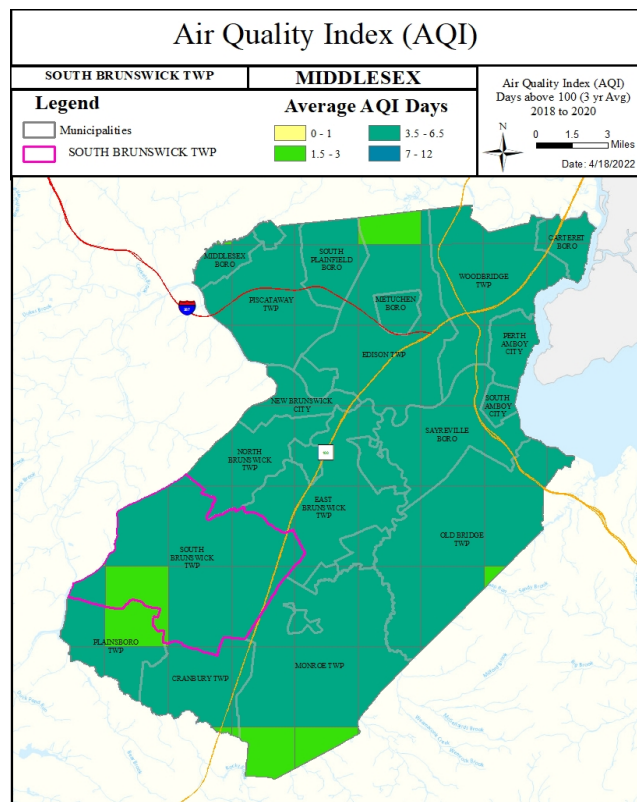 Air Quality Index (AQI)
SOUTH BRUNSWICK TWP
MIDDLESEX
Legend
Municipalities
SOUTH BRUNSWICK TWP
Average AQI Days
0 - 1
3.5 - 6.5
1.5 - 3
7 - 12
Air Quality Index (AQI)
Days above 100 (3 yr Avg)
2018 to 2020
N
0 1.5 3
Miles
Date: 4/18/2022
MIDDLESEX
BORO
SOUTH
PLAINFIELD
BORO
CARTERET
BORO
WOODBRIDGE
TWP
PISCATAWAY
TWP
METUCHEN
BORO
PERTH
AMBOY
CITY
EDISON TWP
NEW BRUNSWICK
CITY
SOUTH
AMBOY
CITY
SAYREVILLE
BORO
NORTH
BRUNSWICK
TWP
EAST
BRUNSWICK
TWP
OLD BRIDGE
TWP
SOUTH
BRUNSWICK
TWP
PLAINSBORO
TWP
MONROE TWP
CRANBURY TWP